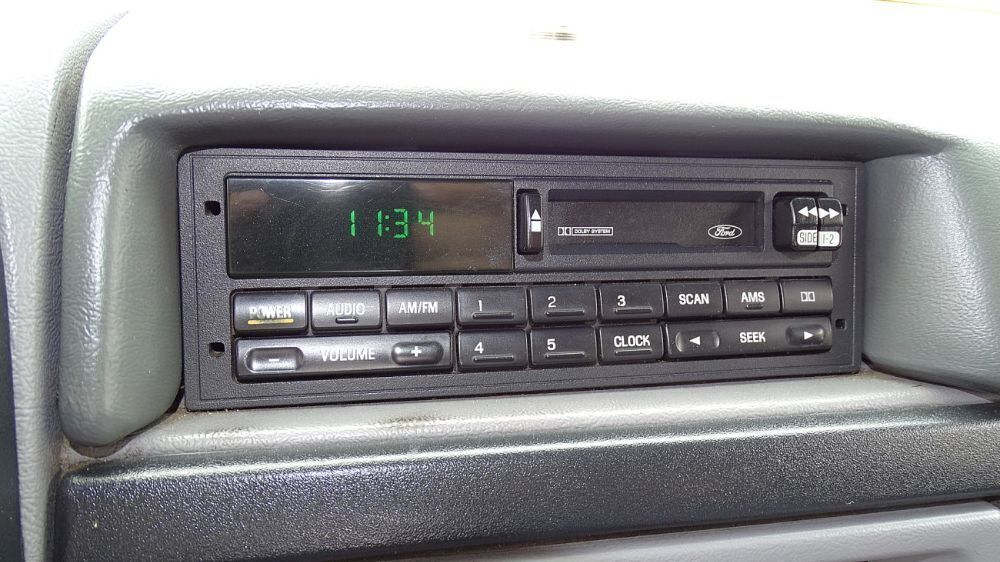 11:34
DOLBY SYSTEM
Ford
SIDE 1-2
POWER AUDIO AM/FM 1 2 3 SCAN AMS
- VOLUME + 4 5 CLOCK SEEK